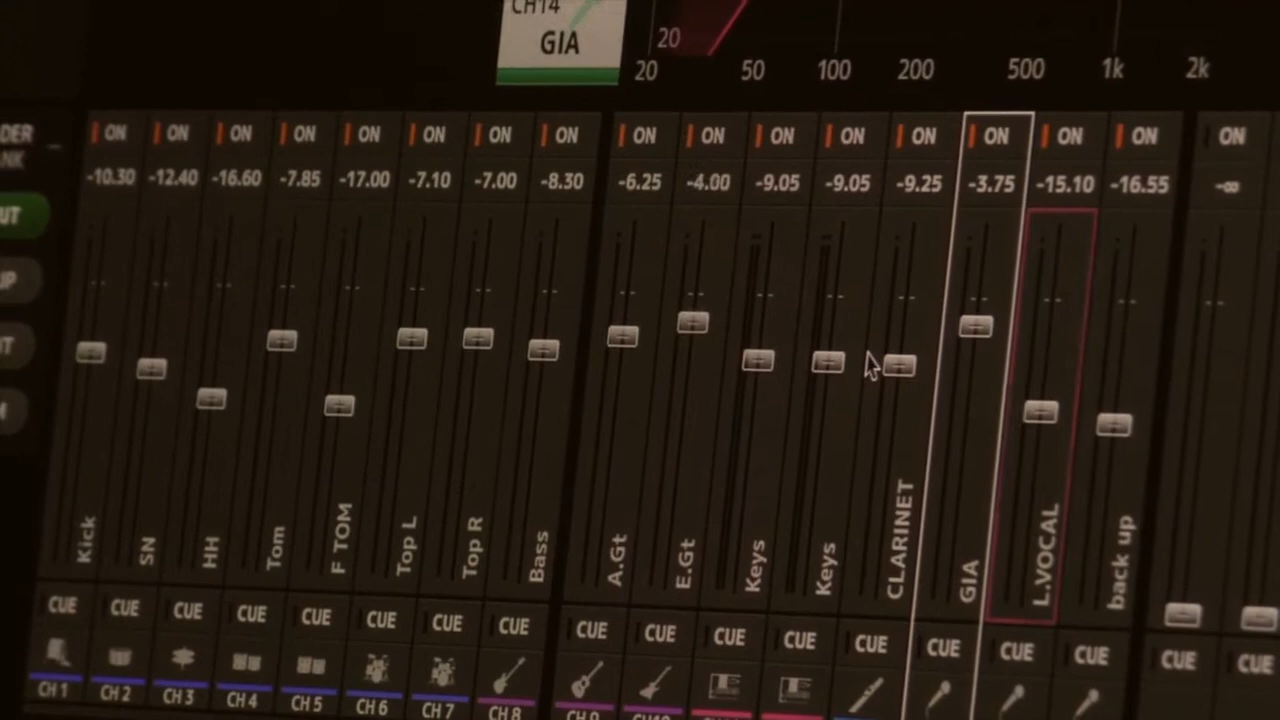 CH14
GIA
20
20 50 100 200 500 1k 2k
ON ON ON ON ON ON ON ON ON ON ON ON ON ON ON ON ON
-10.30 -12.40 -16.60 -7.85 -17.00 -7.10 -7.00 -8.30 -6.25 -4.00 -9.05 -9.05 -9.25 -3.75 -15.10 -16.55 -∞
Kick SN HH Tom F TOM Top L Top R Bass A.Gt E.Gt Keys Keys CLARINET GIA L.VOCAL back up
CUE CUE CUE CUE CUE CUE CUE CUE CUE CUE CUE CUE CUE CUE CUE CUE CUE CUE
CH 1 CH 2 CH 3 CH 4 CH 5 CH 6 CH 7 CH 8 CH 9 CH10